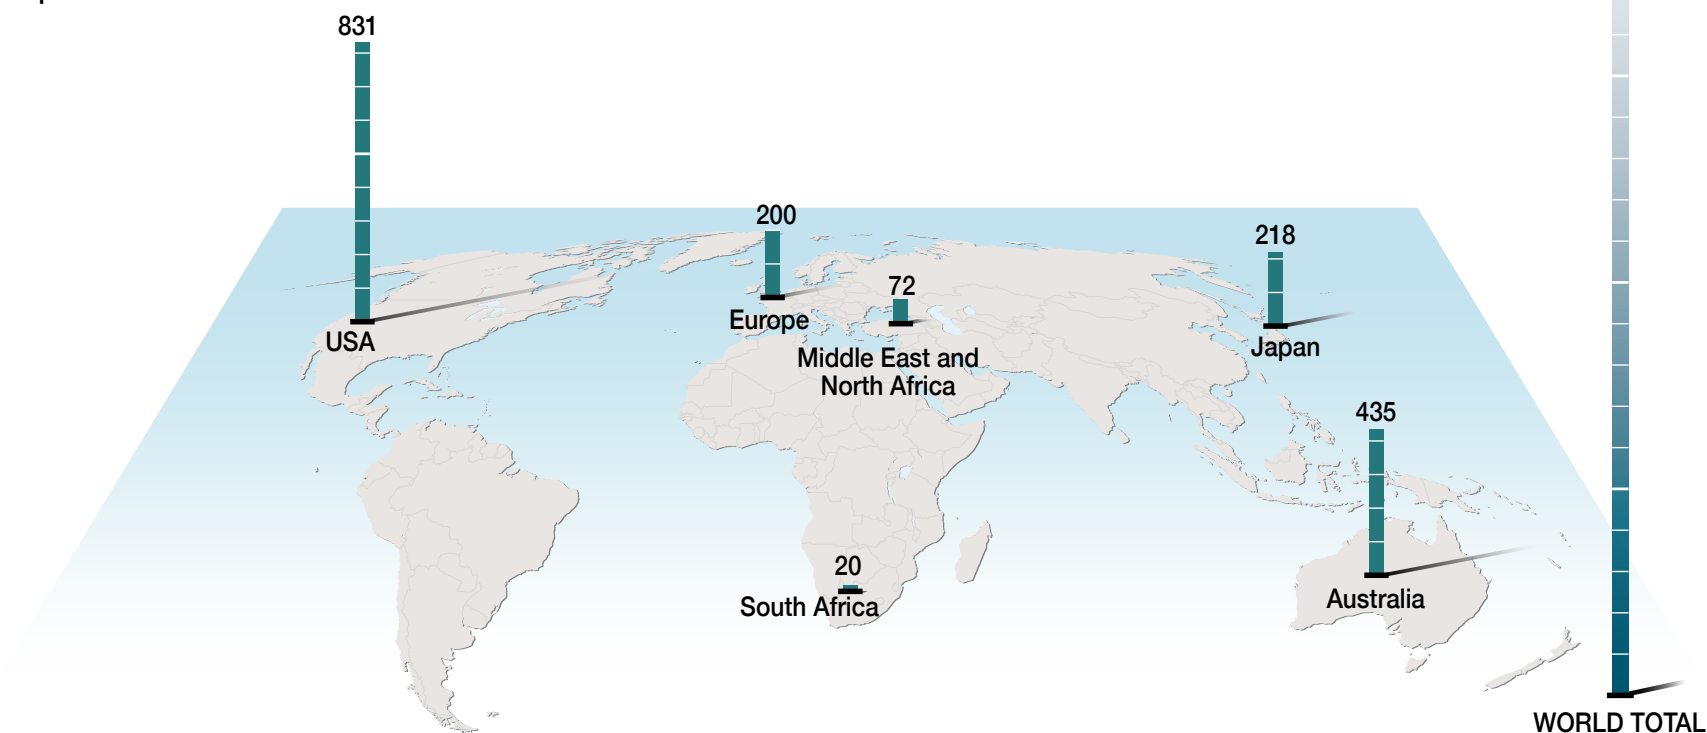 831
USA
200
Europe
72
Middle East and
North Africa
218
Japan
435
Australia
20
South Africa
WORLD TOTAL